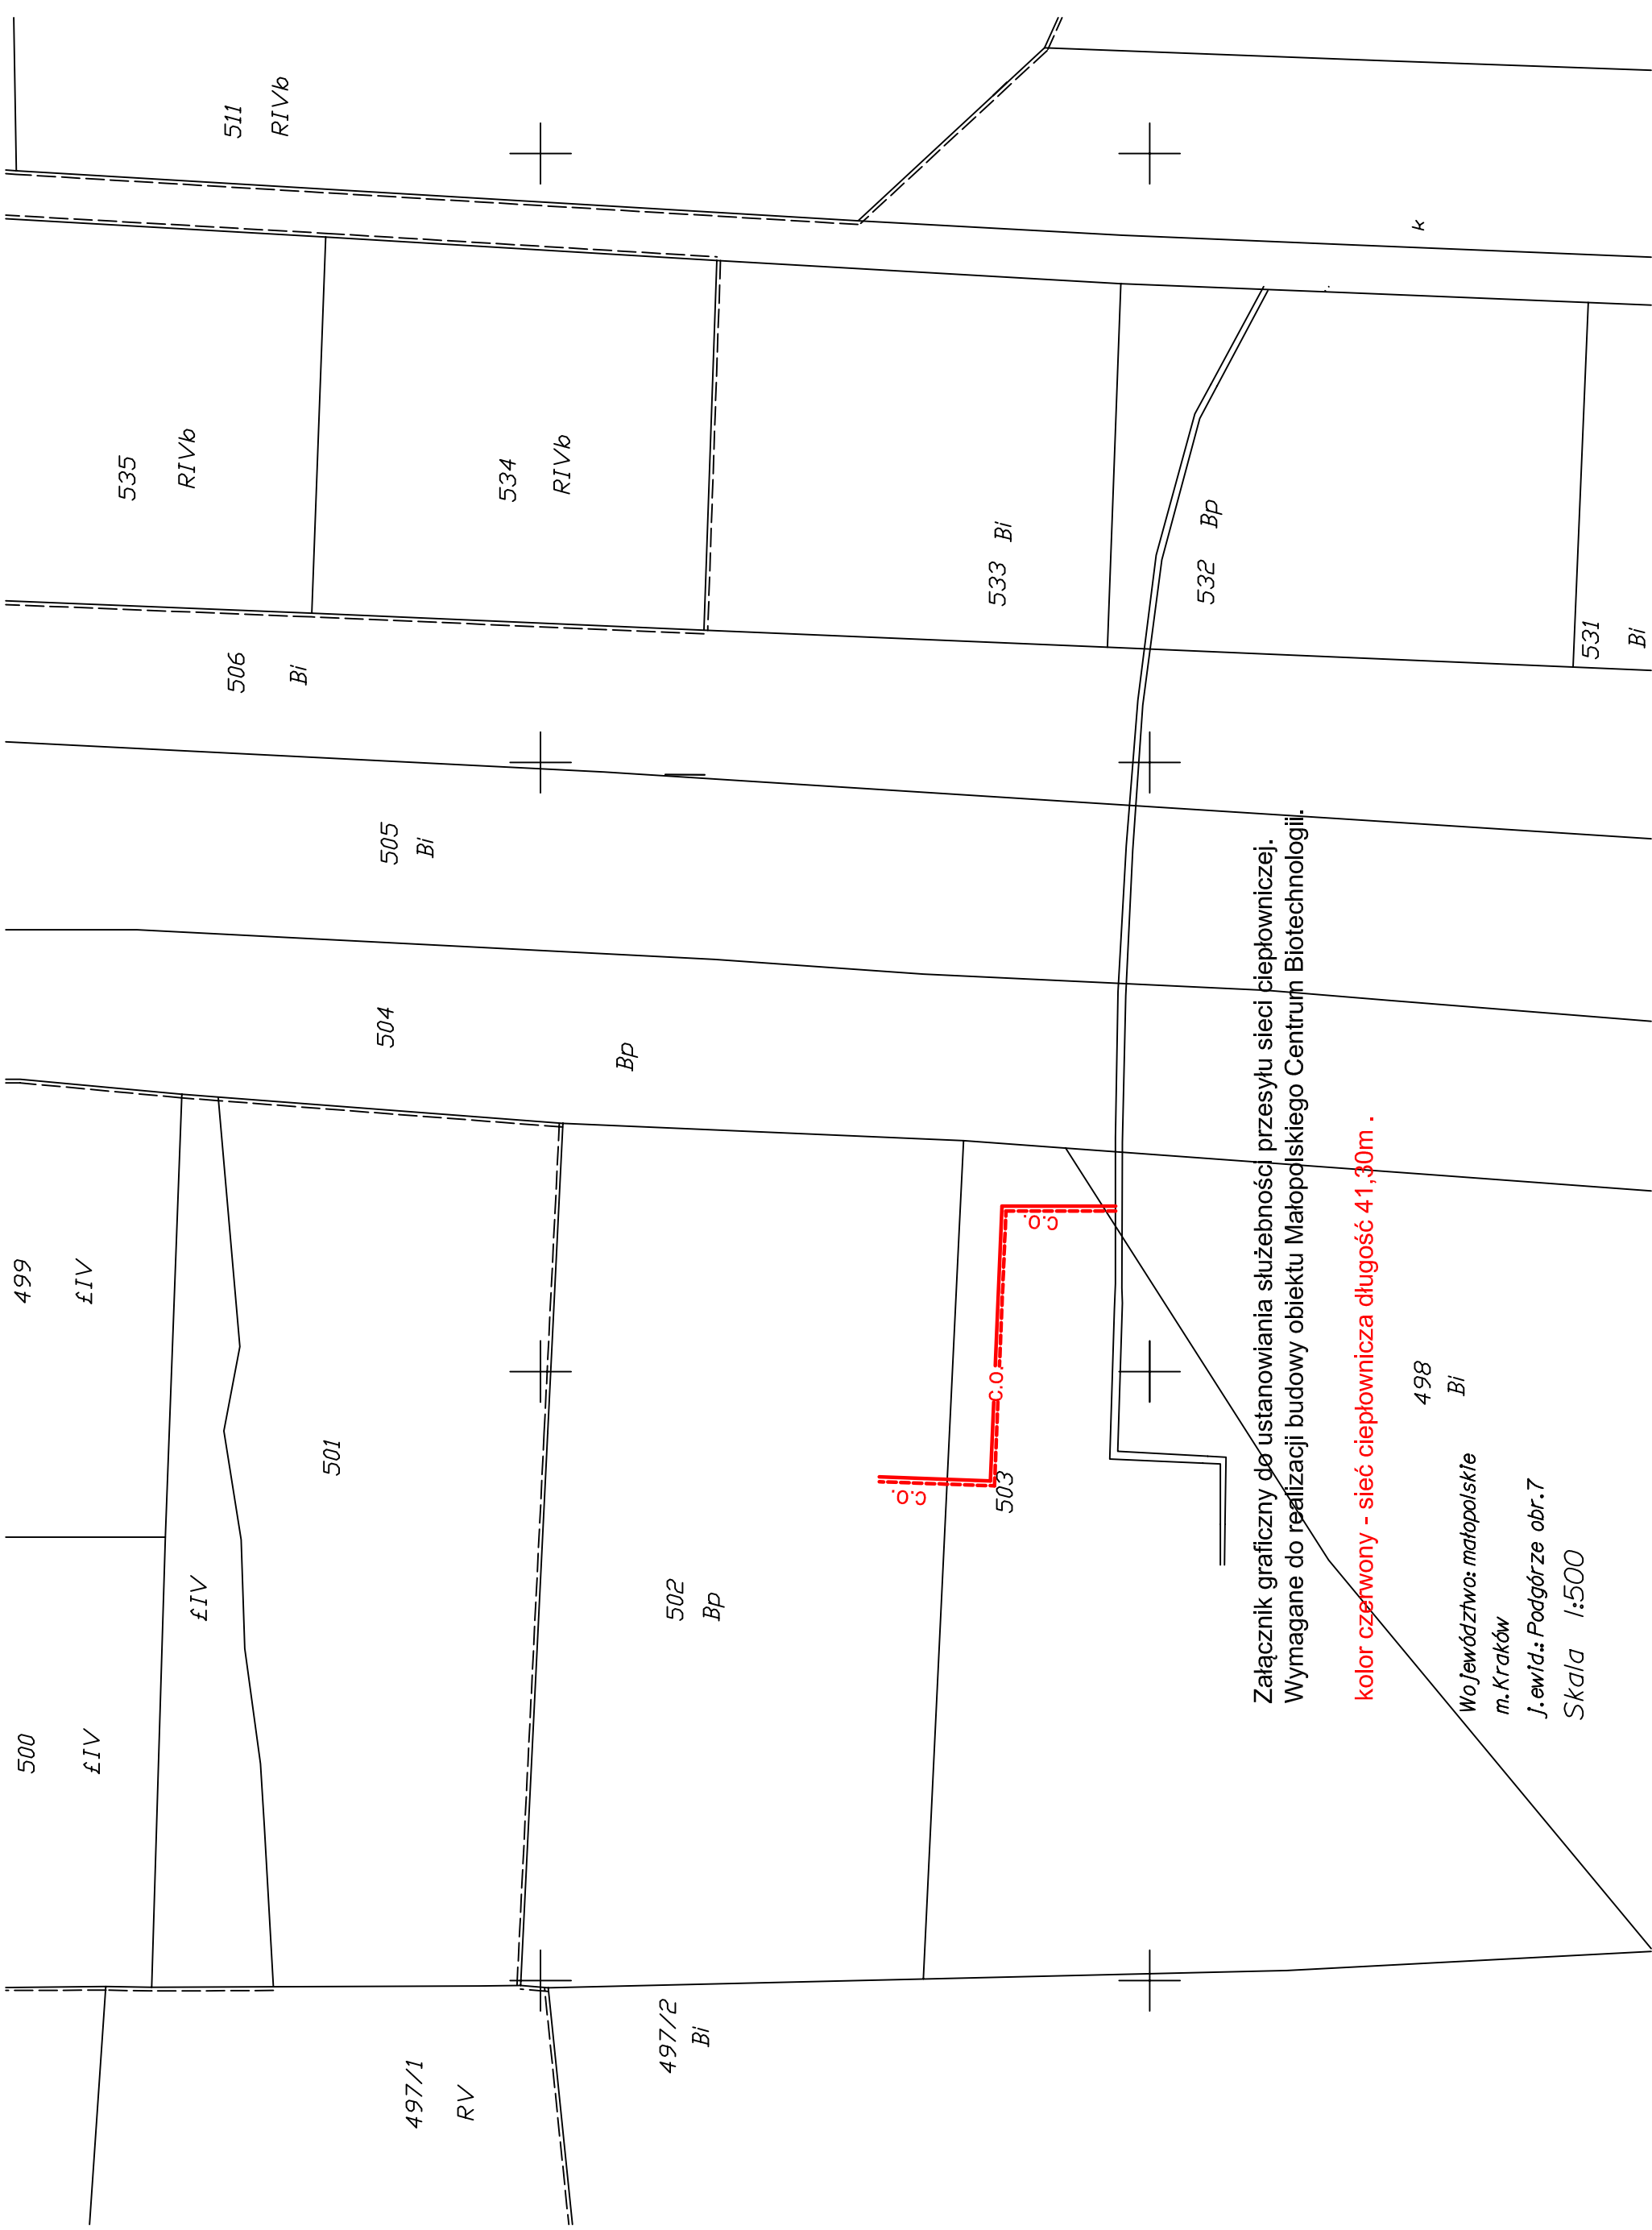 511
RIVb
k
535
RIVb
534
RIVb
533 Bi
532 Bp
531
Bi
506
Bi
505
Bi
504
Bp
499
£IV
501
500
£IV
£IV
502
Bp
503
c.o.
c.o.
c.o.
498
Bi
497/1
RV
497/2
Bi
Załącznik graficzny do ustanowiania służebności przesyłu sieci ciepłowniczej.
Wymagane do realizacji budowy obiektu Małopolskiego Centrum Biotechnologii.
kolor czerwony - sieć ciepłownicza długość 41,30m .
Województwo: małopolskie
m.Kraków
j.ewid.: Podgórze obr.7
Skala 1:500